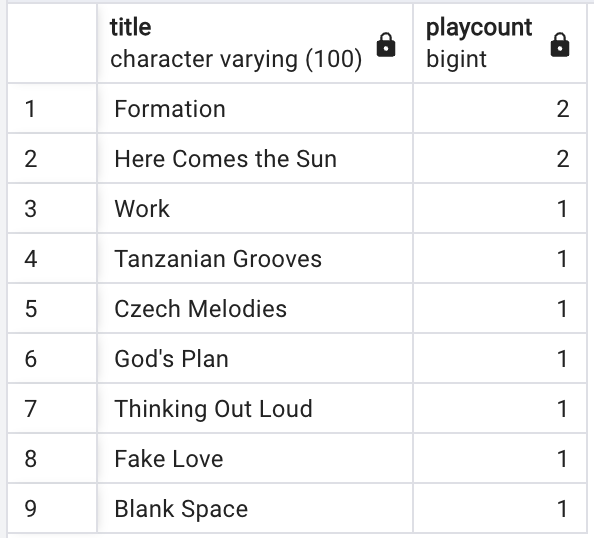 title playcount
character varying (100) bigint
1 Formation 2
2 Here Comes the Sun 2
3 Work 1
4 Tanzanian Grooves 1
5 Czech Melodies 1
6 God's Plan 1
7 Thinking Out Loud 1
8 Fake Love 1
9 Blank Space 1